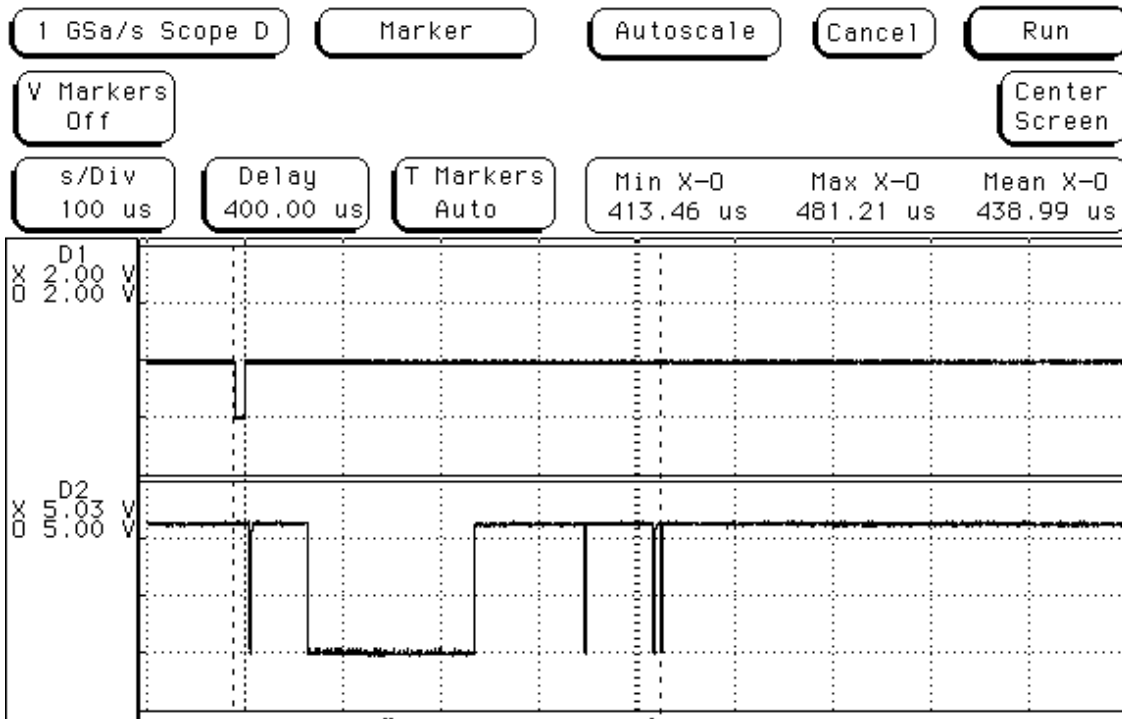 1 GSa/s Scope D Marker Autoscale Cancel Run
V Markers
Off
Center
Screen
s/Div
100 us
Delay
400.00 us
T Markers
Auto
Min X-O Max X-O Mean X-O
413.46 us 481.21 us 438.99 us
D1
X 2.00 V
O 2.00 V
D2
X 5.03 V
O 5.00 V